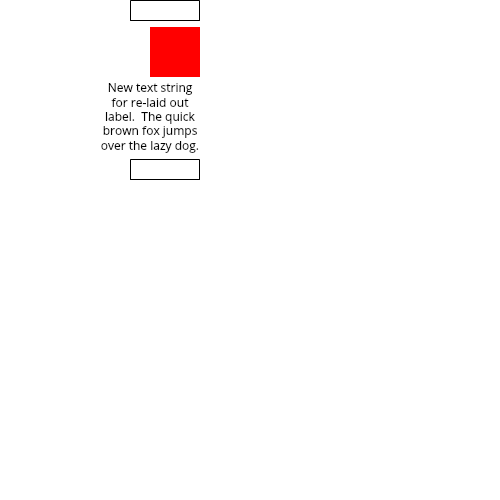 New text string
for re-laid out
label.  The quick
brown fox jumps
over the lazy dog.